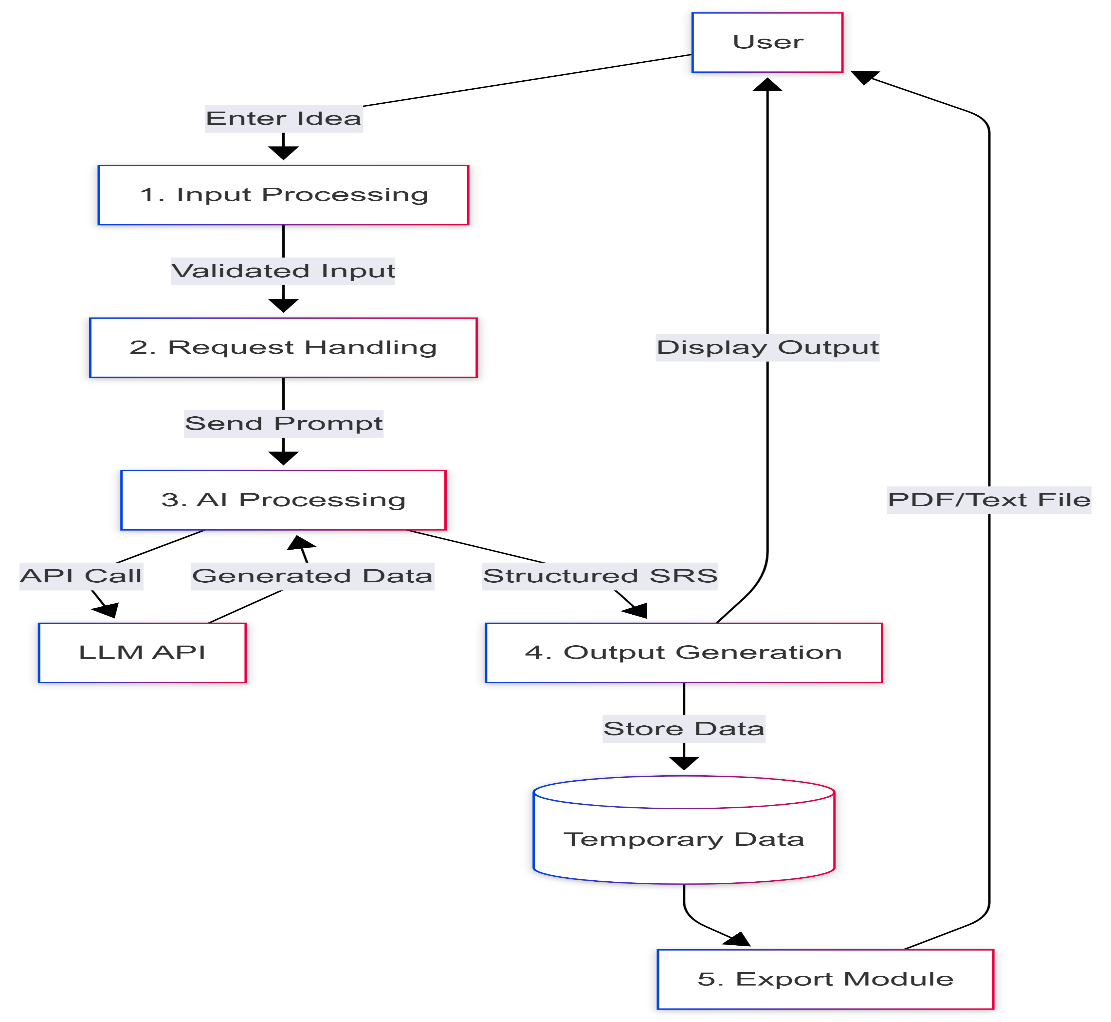 User
Enter Idea
1. Input Processing
Validated Input
2. Request Handling
Display Output
Send Prompt
3. AI Processing
PDF/Text File
API Call
Generated Data
Structured SRS
LLM API
4. Output Generation
Store Data
Temporary Data
5. Export Module